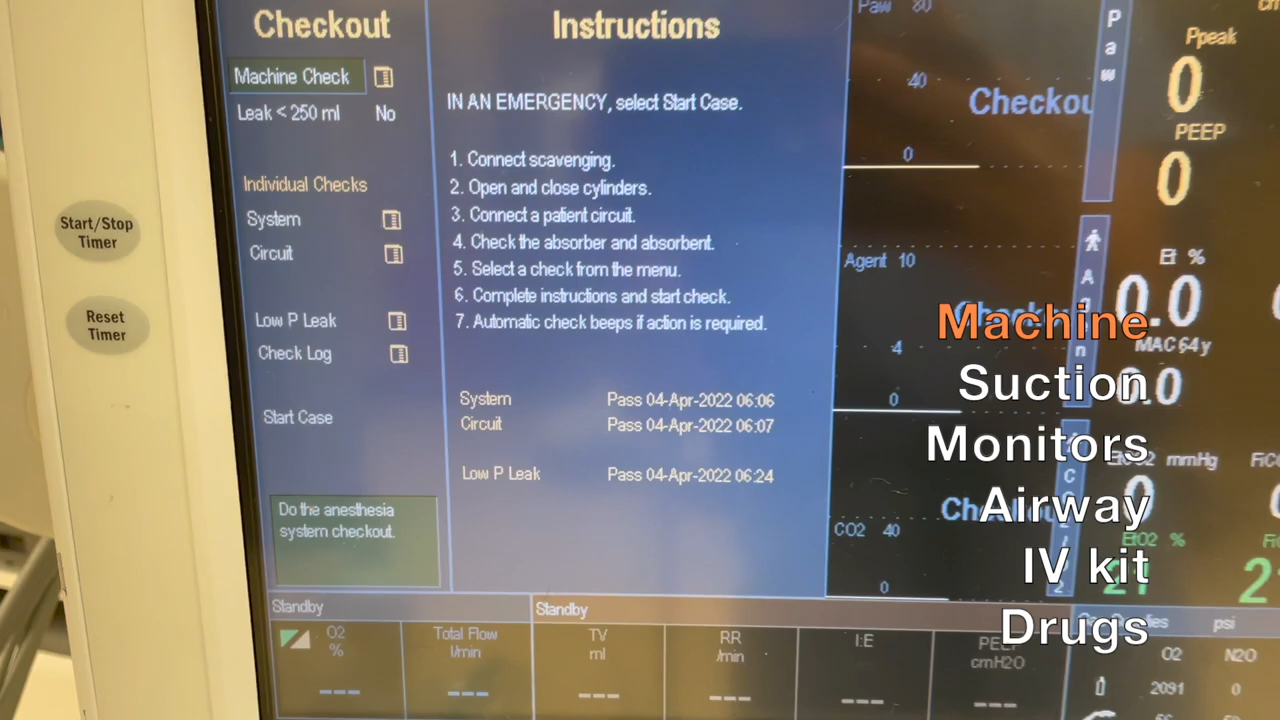 Checkout
Machine Check
Leak < 250 ml No
Individual Checks
System
Circuit
Low P Leak
Check Log
Start Case
Do the anesthesia
system checkout.
Start/Stop
Timer
Reset
Timer
Instructions
IN AN EMERGENCY, select Start Case.
1. Connect scavenging.
2. Open and close cylinders.
3. Connect a patient circuit.
4. Check the absorber and absorbent.
5. Select a check from the menu.
6. Complete instructions and start check.
7. Automatic check beeps if action is required.
System Pass 04-Apr-2022 06:06
Circuit Pass 04-Apr-2022 06:07
Low P Leak Pass 04-Apr-2022 06:24
Paw 80
40
0
Paw
Ppeak
0
PEEP
0
Agent 10
4
0
Et %
MAC 64 y
CO2 40
0
mmHg
EtO2 %
21
Machine
Suction
Monitors
Airway
IV kit
Drugs
Standby
Standby
O2
%
---
Total Flow
l/min
---
TV
ml
---
RR
/min
---
I:E
---
PEEP
cmH2O
---
psi
O2 N2O
2091 0